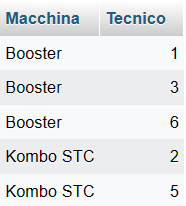 Macchina Tecnico
Booster 1
Booster 3
Booster 6
Kombo STC 2
Kombo STC 5